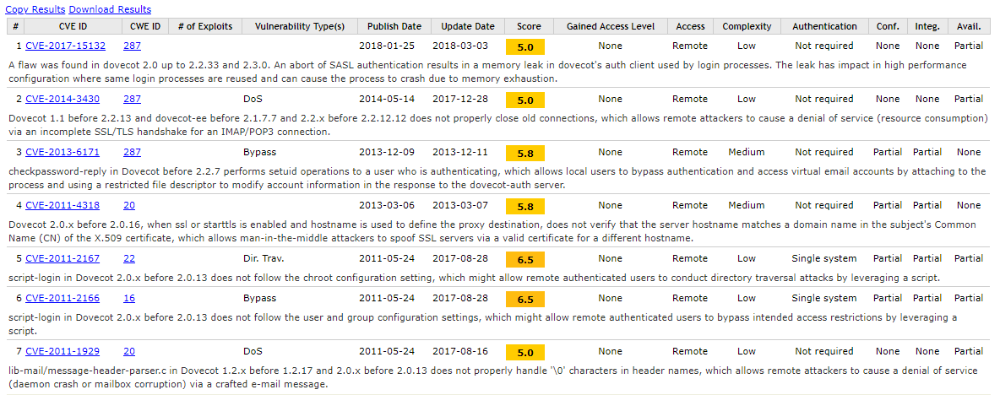 Copy Results Download Results
# CVE ID CWE ID # of Exploits Vulnerability Type(s) Publish Date Update Date Score Gained Access Level Access Complexity Authentication Conf. Integ. Avail.
1 CVE-2017-15132 287 2018-01-25 2018-03-03 5.0 None Remote Low Not required None None Partial
A flaw was found in dovecot 2.0 up to 2.2.33 and 2.3.0. An abort of SASL authentication results in a memory leak in dovecot's auth client used by login processes. The leak has impact in high performance
configuration where same login processes are reused and can cause the process to crash due to memory exhaustion.
2 CVE-2014-3430 287 DoS 2014-05-14 2017-12-28 5.0 None Remote Low Not required None None Partial
Dovecot 1.1 before 2.2.13 and dovecot-ee before 2.1.7.7 and 2.2.x before 2.2.12.12 does not properly close old connections, which allows remote attackers to cause a denial of service (resource consumption)
via an incomplete SSL/TLS handshake for an IMAP/POP3 connection.
3 CVE-2013-6171 287 Bypass 2013-12-09 2013-12-11 5.8 None Remote Medium Not required Partial Partial None
checkpassword-reply in Dovecot before 2.2.7 performs setuid operations to a user who is authenticating, which allows local users to bypass authentication and access virtual email accounts by attaching to the
process and using a restricted file descriptor to modify account information in the response to the dovecot-auth server.
4 CVE-2011-4318 20 2013-03-06 2013-03-07 5.8 None Remote Medium Not required Partial Partial None
Dovecot 2.0.x before 2.0.16, when ssl or starttls is enabled and hostname is used to define the proxy destination, does not verify that the server hostname matches a domain name in the subject's Common
Name (CN) of the X.509 certificate, which allows man-in-the-middle attackers to spoof SSL servers via a valid certificate for a different hostname.
5 CVE-2011-2167 22 Dir. Trav. 2011-05-24 2017-08-28 6.5 None Remote Low Single system Partial Partial Partial
script-login in Dovecot 2.0.x before 2.0.13 does not follow the chroot configuration setting, which might allow remote authenticated users to conduct directory traversal attacks by leveraging a script.
6 CVE-2011-2166 16 Bypass 2011-05-24 2017-08-28 6.5 None Remote Low Single system Partial Partial Partial
script-login in Dovecot 2.0.x before 2.0.13 does not follow the user and group configuration settings, which might allow remote authenticated users to bypass intended access restrictions by leveraging a
script.
7 CVE-2011-1929 20 DoS 2011-05-24 2017-08-16 5.0 None Remote Low Not required None None Partial
lib-mail/message-header-parser.c in Dovecot 1.2.x before 1.2.17 and 2.0.x before 2.0.13 does not properly handle '\0' characters in header names, which allows remote attackers to cause a denial of service
(daemon crash or mailbox corruption) via a crafted e-mail message.